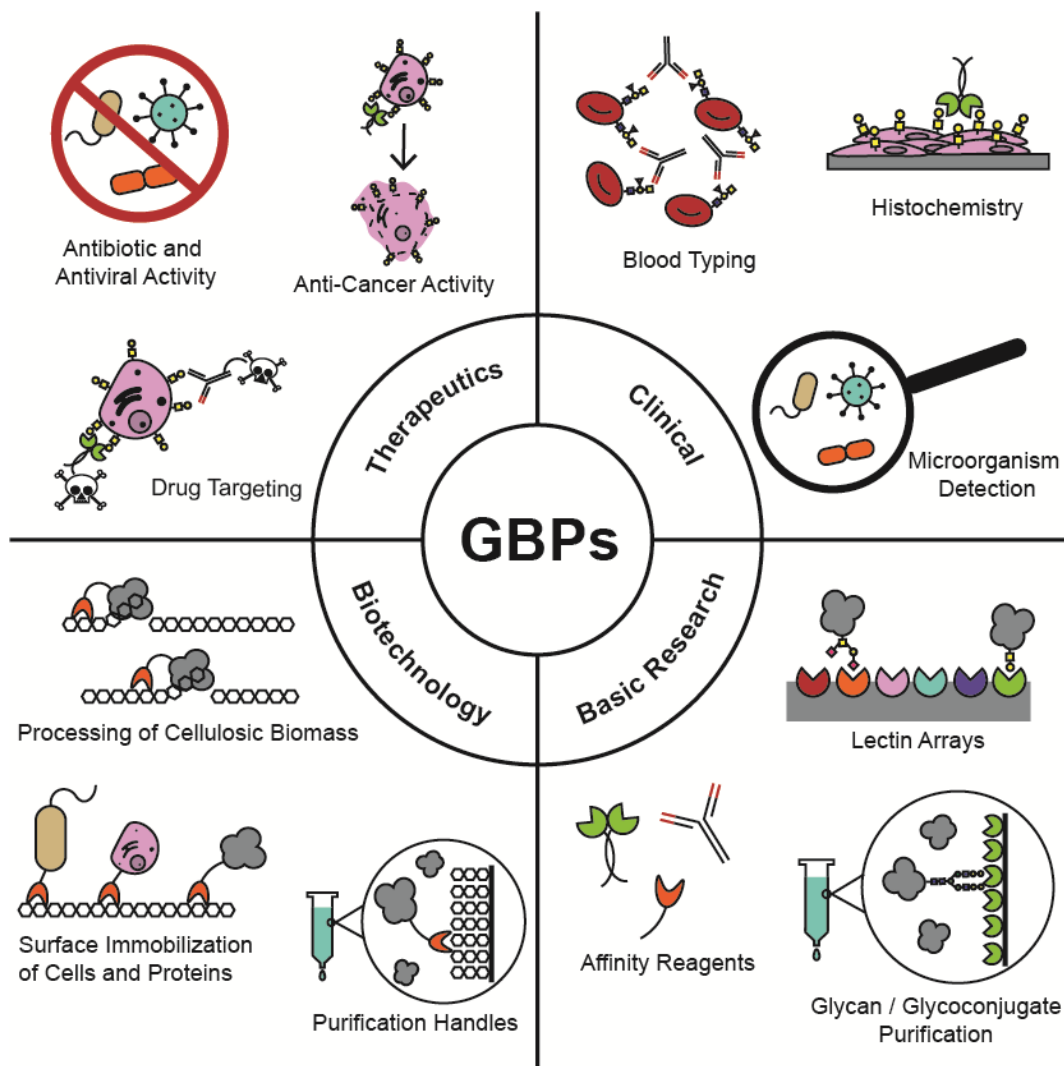 Antibiotic and
Antiviral Activity
Anti-Cancer Activity
Drug Targeting
Therapeutics
Blood Typing
Histochemistry
Microorganism
Detection
Clinical
GBPs
Biotechnology
Processing of Cellulosic Biomass
Surface Immobilization
of Cells and Proteins
Purification Handles
Basic Research
Lectin Arrays
Affinity Reagents
Glycan / Glycoconjugate
Purification